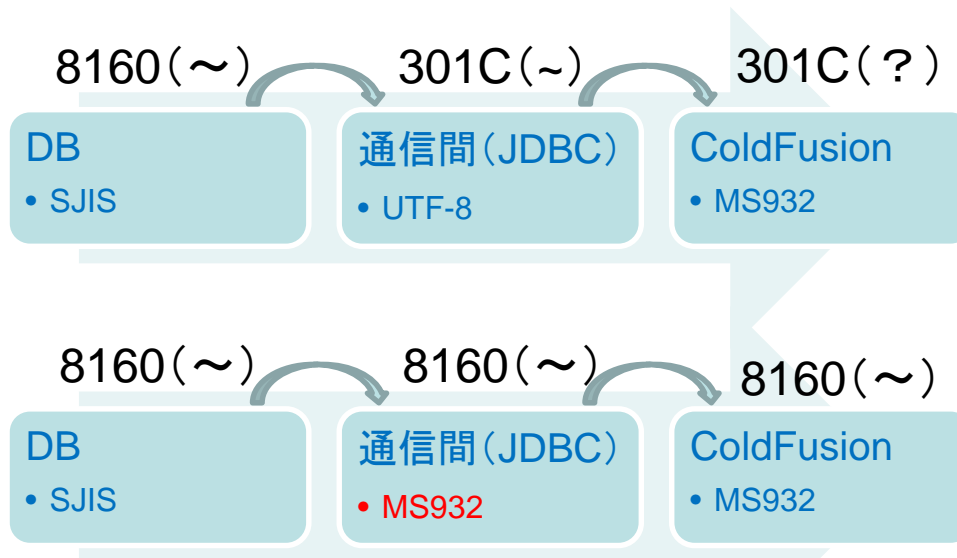 8160(～) 301C(~) 301C(？)
DB 通信間(JDBC) ColdFusion
• SJIS • UTF-8 • MS932
8160(～) 8160(～) 8160(～)
DB 通信間(JDBC) ColdFusion
• SJIS • MS932 • MS932